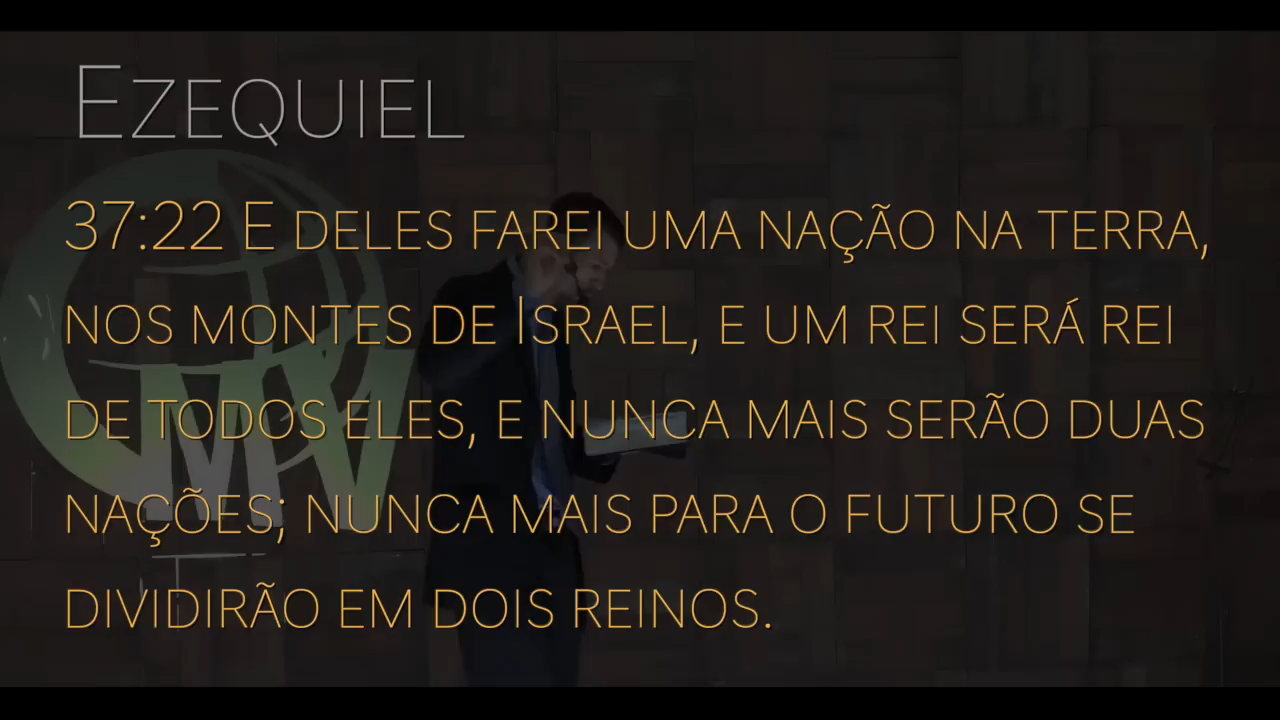 Ezequiel
37:22 E deles farei uma nação na terra,
nos montes de Israel, e um rei será rei
de todos eles, e nunca mais serão duas
nações; nunca mais para o futuro se
dividirão em dois reinos.